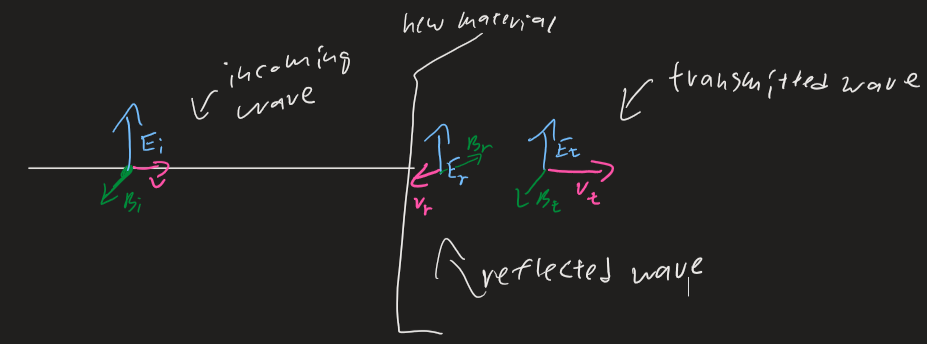 new material
incoming
wave
transmitted wave
E_i
B_i
v
E_r
B_r
v_r
E_t
B_t
v_t
reflected wave